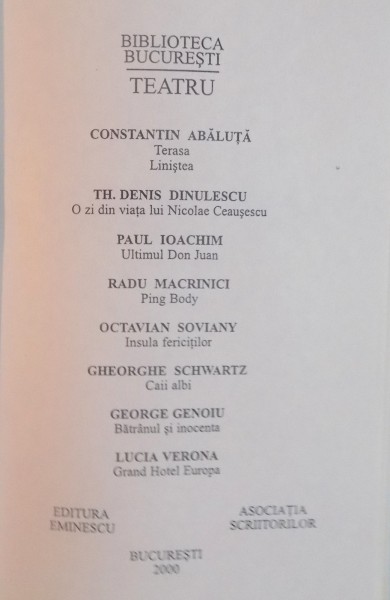 BIBLIOTECA
BUCUREȘTI
TEATRU
CONSTANTIN ABĂLUȚĂ
Terasa
Liniștea
TH. DENIS DINULESCU
O zi din viața lui Nicolae Ceaușescu
PAUL IOACHIM
Ultimul Don Juan
RADU MACRINICI
Ping Body
OCTAVIAN SOVIANY
Insula fericiților
GHEORGHE SCHWARTZ
Caii albi
GEORGE GENOIU
Bătrânul și inocenta
LUCIA VERONA
Grand Hotel Europa
EDITURA
EMINESCU
ASOCIAȚIA
SCRIITORILOR
BUCUREȘTI
2000